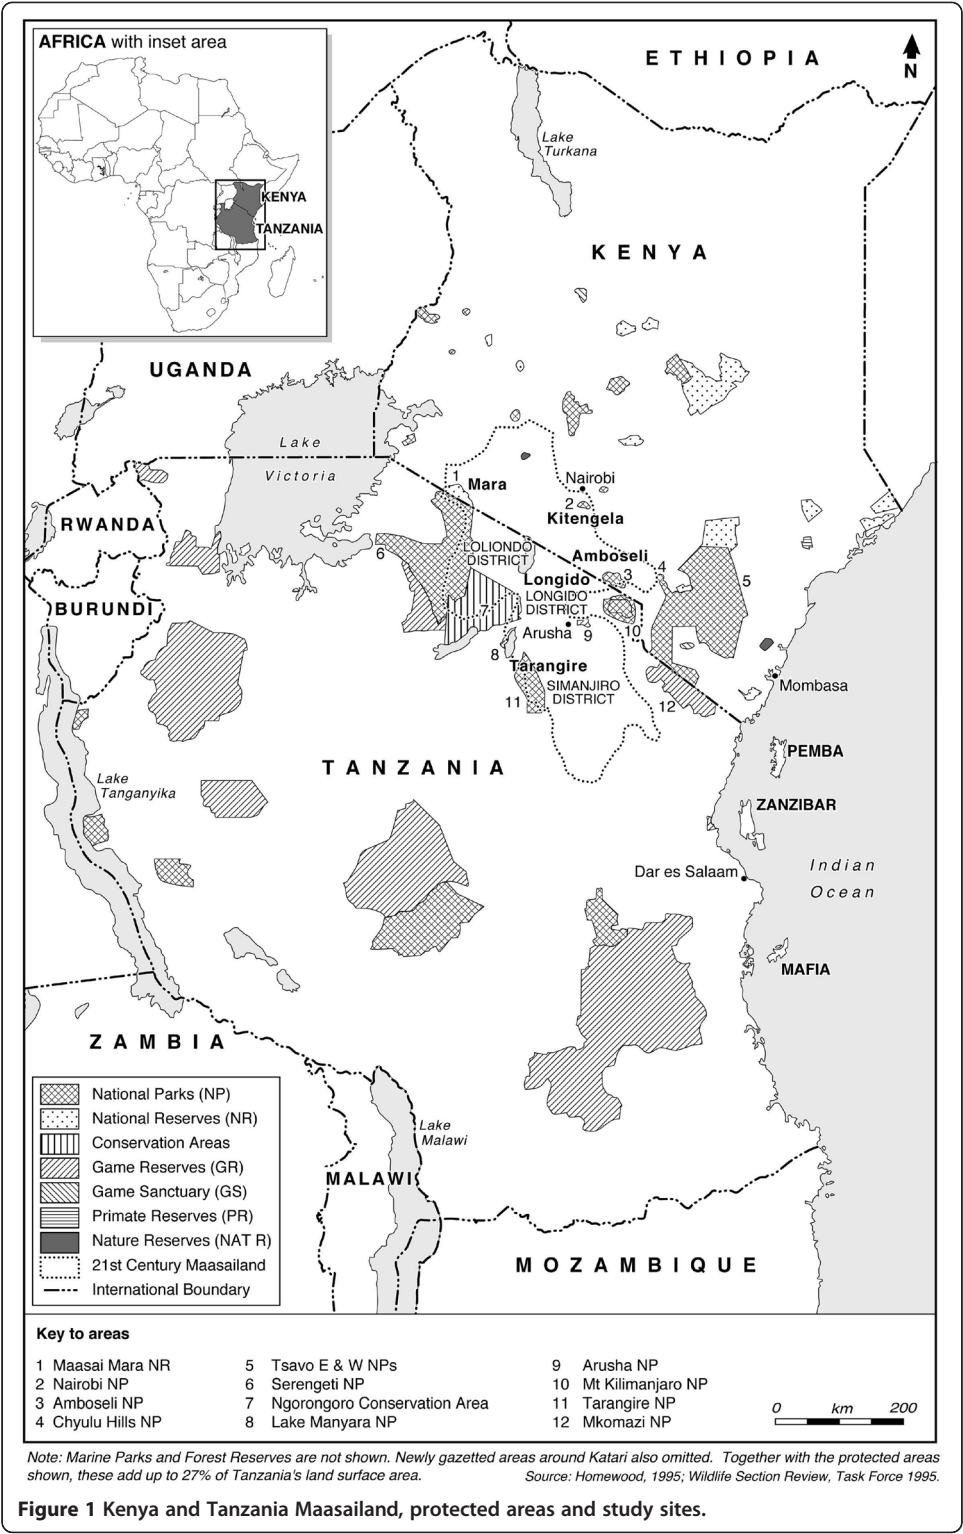 AFRICA with inset area
KENYA
TANZANIA
ETHIOPIA
N
Lake
Turkana
KENYA
UGANDA
Lake
Victoria
1
Mara
Nairobi
2
Kitengela
RWANDA
6
LOLIONDO
DISTRICT
Amboseli
3
4
5
Longido
LONGIDO
DISTRICT
BURUNDI
7
Arusha
9
10
8
Tarangire
11
SIMANJIRO
DISTRICT
12
Mombasa
PEMBA
TANZANIA
Lake
Tanganyika
ZANZIBAR
Dar es Salaam
Indian
Ocean
MAFIA
ZAMBIA
National Parks (NP)
National Reserves (NR)
Conservation Areas
Game Reserves (GR)
Game Sanctuary (GS)
Primate Reserves (PR)
Nature Reserves (NAT R)
21st Century Maasailand
International Boundary
Lake
Malawi
MALAWI
MOZAMBIQUE
Key to areas
1 Maasai Mara NR
2 Nairobi NP
3 Amboseli NP
4 Chyulu Hills NP
5 Tsavo E & W NPs
6 Serengeti NP
7 Ngorongoro Conservation Area
8 Lake Manyara NP
9 Arusha NP
10 Mt Kilimanjaro NP
11 Tarangire NP
12 Mkomazi NP
0 km 200
Note: Marine Parks and Forest Reserves are not shown. Newly gazetted areas around Katari also omitted. Together with the protected areas
shown, these add up to 27% of Tanzania's land surface area.
Source: Homewood, 1995; Wildlife Section Review, Task Force 1995.
Figure 1 Kenya and Tanzania Maasailand, protected areas and study sites.